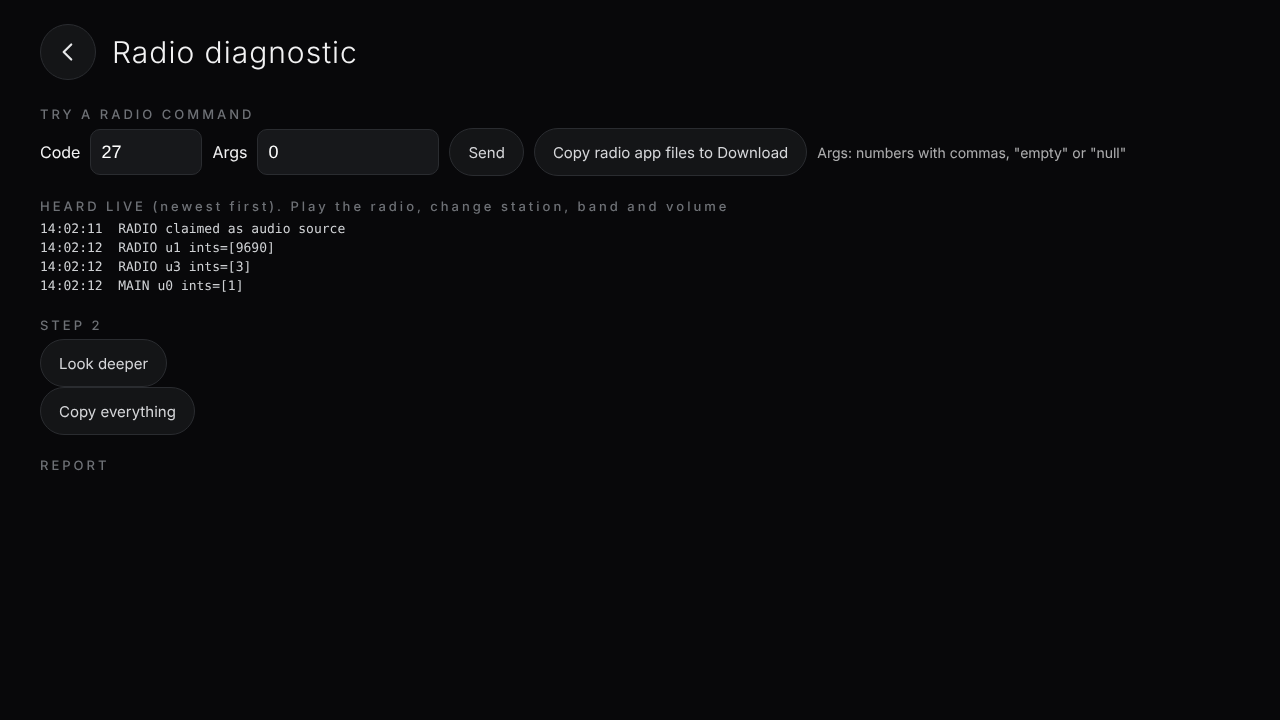 Radio diagnostic
TRY A RADIO COMMAND
Code 27 Args 0 Send Copy radio app files to Download Args: numbers with commas, "empty" or "null"
HEARD LIVE (newest first). Play the radio, change station, band and volume
14:02:11 RADIO claimed as audio source
14:02:12 RADIO u1 ints=[9690]
14:02:12 RADIO u3 ints=[3]
14:02:12 MAIN u0 ints=[1]
STEP 2
Look deeper
Copy everything
REPORT